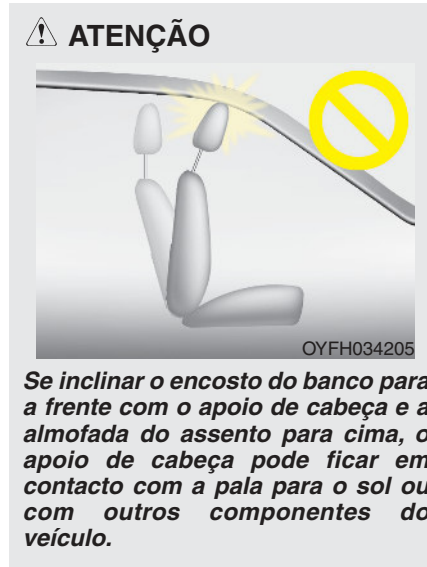 ATENÇÃO
OYFH034205
Se inclinar o encosto do banco para
a frente com o apoio de cabeça e a
almofada do assento para cima, o
apoio de cabeça pode ficar em
contacto com a pala para o sol ou
com outros componentes do
veículo.